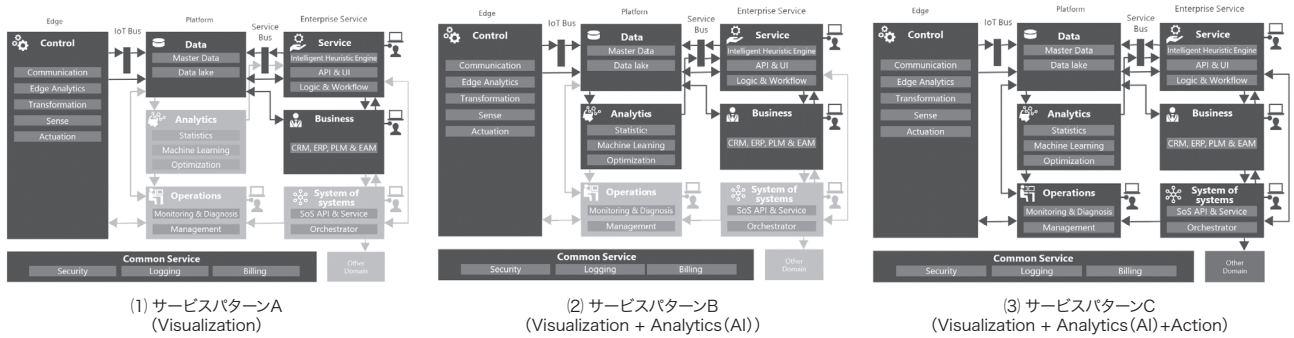 Edge
Platform
Enterprise Service
IoT Bus
Service
Bus
Control
Communication
Edge Analytics
Transformation
Sense
Actuation
Data
Master Data
Data lake
Analytics
Statistics
Machine Learning
Optimization
Operations
Monitoring & Diagnosis
Management
Service
Intelligent Heuristic Engine
API & UI
Logic & Workflow
Business
CRM, ERP, PLM & EAM
System of
systems
SoS API & Service
Orchestrator
Common Service
Security
Logging
Billing
Other
Domain
(1) サービスパターンA
(Visualization)
Edge
Platform
Enterprise Service
IoT Bus
Service
Bus
Control
Communication
Edge Analytics
Transformation
Sense
Actuation
Data
Master Data
Data lake
Analytics
Statistics
Machine Learning
Optimization
Operations
Monitoring & Diagnosis
Management
Service
Intelligent Heuristic Engine
API & UI
Logic & Workflow
Business
CRM, ERP, PLM & EAM
System of
systems
SoS API & Service
Orchestrator
Common Service
Security
Logging
Billing
Other
Domain
(2) サービスパターンB
(Visualization + Analytics(AI))
Edge
Platform
Enterprise Service
IoT Bus
Service
Bus
Control
Communication
Edge Analytics
Transformation
Sense
Actuation
Data
Master Data
Data lake
Analytics
Statistics
Machine Learning
Optimization
Operations
Monitoring & Diagnosis
Management
Service
Intelligent Heuristic Engine
API & UI
Logic & Workflow
Business
CRM, ERP, PLM & EAM
System of
systems
SoS API & Service
Orchestrator
Common Service
Security
Logging
Billing
Other
Domain
(3) サービスパターンC
(Visualization + Analytics(AI)+Action)